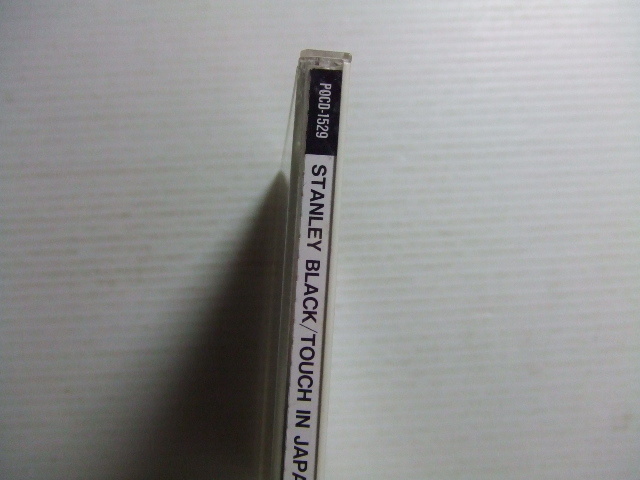 POCD-1529
STANLEY BLACK/TOUCH IN JAPA